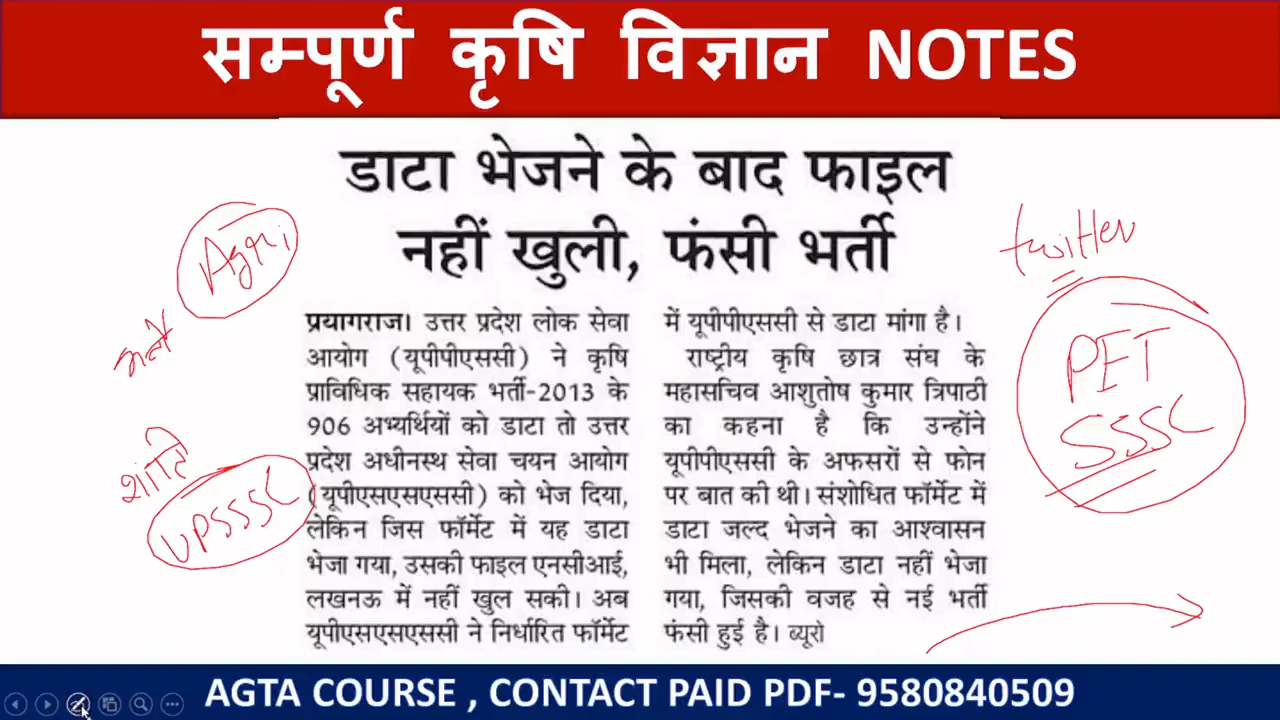 सम्पूर्ण कृषि विज्ञान NOTES
डाटा भेजने के बाद फाइल
नहीं खुली, फंसी भर्ती
प्रयागराज। उत्तर प्रदेश लोक सेवा
आयोग (यूपीपीएससी) ने कृषि
प्राविधिक सहायक भर्ती-2013 के
906 अभ्यर्थियों को डाटा तो उत्तर
प्रदेश अधीनस्थ सेवा चयन आयोग
(यूपीएसएसएससी) को भेज दिया,
लेकिन जिस फॉर्मेट में यह डाटा
भेजा गया, उसकी फाइल एनसीआई,
लखनऊ में नहीं खुल सकी। अब
यूपीएसएसएससी ने निर्धारित फॉर्मेट
में यूपीपीएससी से डाटा मांगा है।
राष्ट्रीय कृषि छात्र संघ के
महासचिव आशुतोष कुमार त्रिपाठी
का कहना है कि उन्होंने
यूपीपीएससी के अफसरों से फोन
पर बात की थी। संशोधित फॉर्मेट में
डाटा जल्द भेजने का आश्वासन
भी मिला, लेकिन डाटा नहीं भेजा
गया, जिसकी वजह से नई भर्ती
फंसी हुई है। ब्यूरो
Agri
UPSSSC
twitter
PET
SSSC
AGTA COURSE , CONTACT PAID PDF- 9580840509